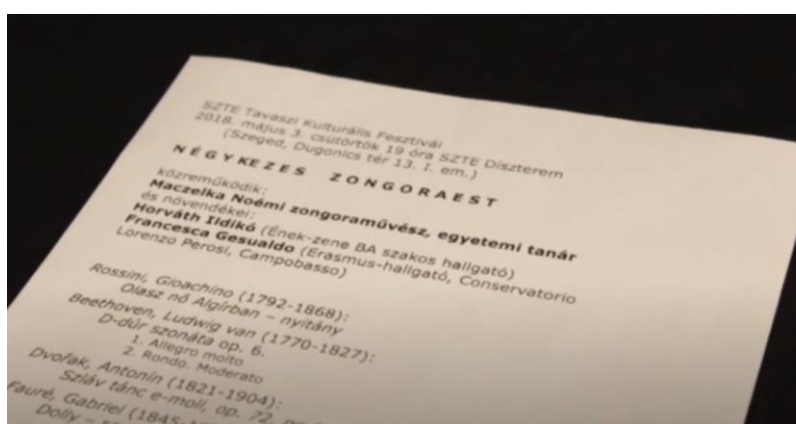 SZTE Tavaszi Kulturális Fesztivál
2018. május 3. csütörtök 19 óra SZTE Díszterem
(Szeged, Dugonics tér 13. I. em.)
NÉGYKEZES ZONGORAEST
közreműködik:
Maczelka Noémi zongoraművész, egyetemi tanár
és növendékei:
Horváth Ildikó (Ének-zene BA szakos hallgató)
Francesca Gesualdo (Erasmus-hallgató, Conservatorio
Lorenzo Perosi, Campobasso)
Rossini, Gioachino (1792-1868):
Olasz nő Algírban – nyitány
Beethoven, Ludwig van (1770-1827):
D-dúr szonáta op. 6.
1. Allegro molto
2. Rondo. Moderato
Dvořak, Antonín (1821-1904):
Szláv tánc e-moll, op. 72.
Fauré, Gabriel
Dolly –